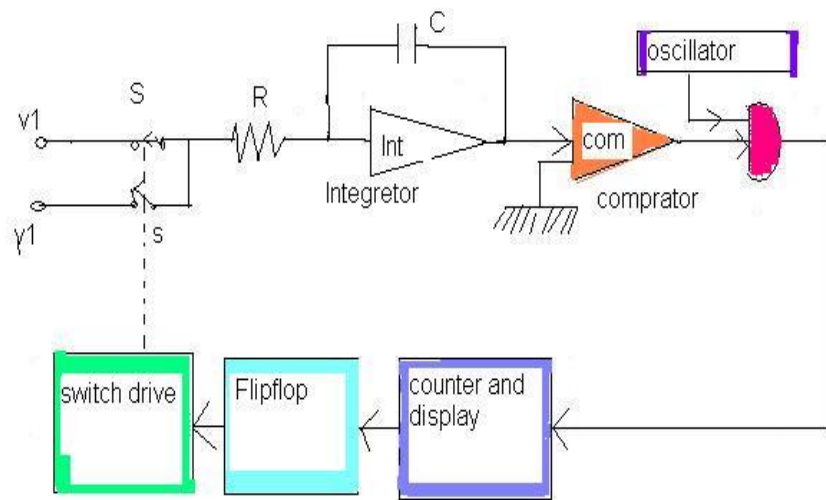 C
oscillator
S
R
v1
Int
com
Integretor
comprator
γ1
s
switch drive
Flipflop
counter and
display